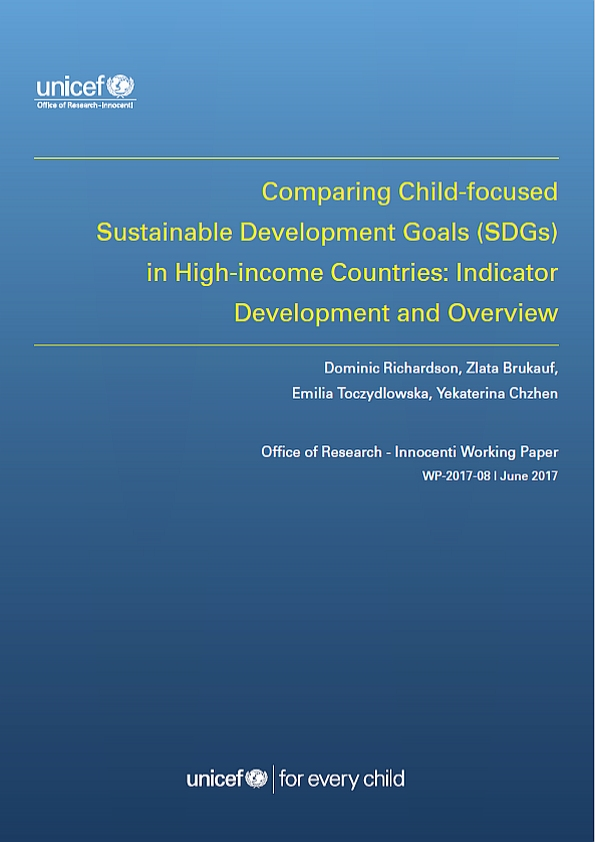 unicef
Office of Research-Innocenti
Comparing Child-focused
Sustainable Development Goals (SDGs)
in High-income Countries: Indicator
Development and Overview
Dominic Richardson, Zlata Brukauf,
Emilia Toczydlowska, Yekaterina Chzhen
Office of Research - Innocenti Working Paper
WP-2017-08 | June 2017
unicef | for every child